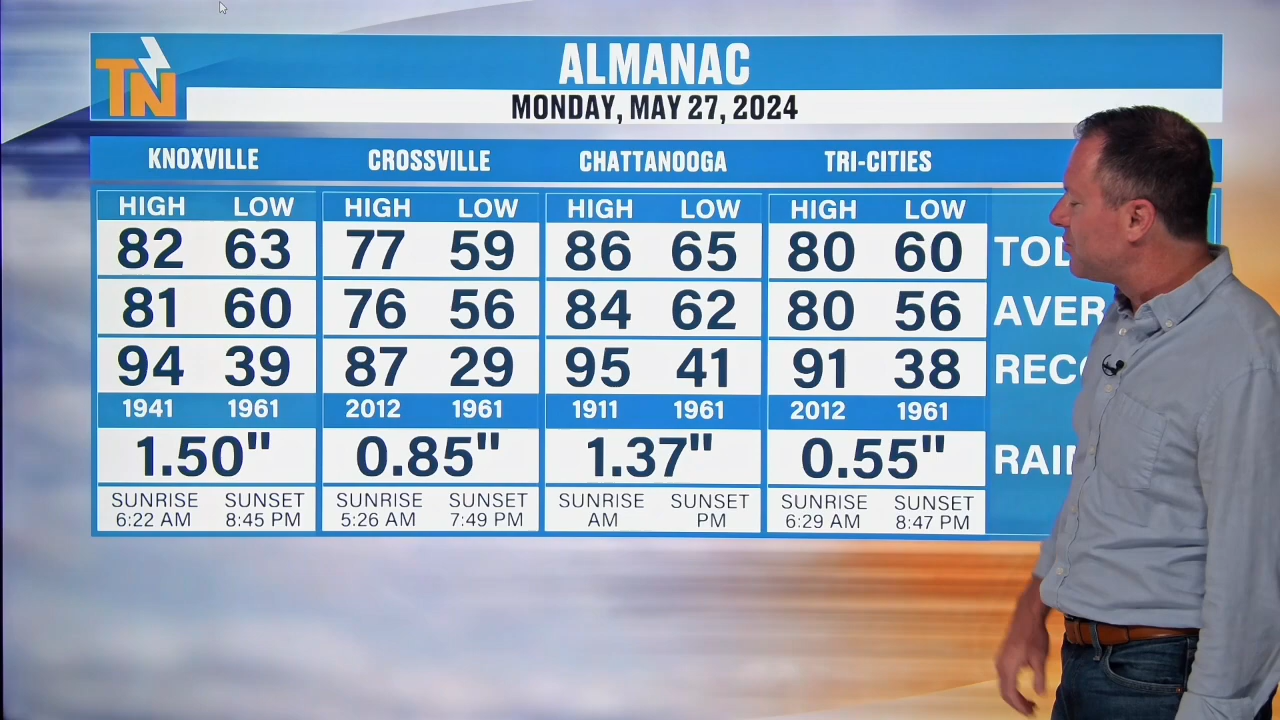 TN
ALMANAC
MONDAY, MAY 27, 2024
KNOXVILLE CROSSVILLE CHATTANOOGA TRI-CITIES
HIGH LOW HIGH LOW HIGH LOW HIGH LOW
82 63 77 59 86 65 80 60 TOD
81 60 76 56 84 62 80 56 AVER
94 39 87 29 95 41 91 38 REC
1941 1961 2012 1961 1911 1961 2012 1961
1.50" 0.85" 1.37" 0.55" RAI
SUNRISE SUNSET SUNRISE SUNSET SUNRISE SUNSET SUNRISE SUNSET
6:22 AM 8:45 PM 5:26 AM 7:49 PM AM PM 6:29 AM 8:47 PM